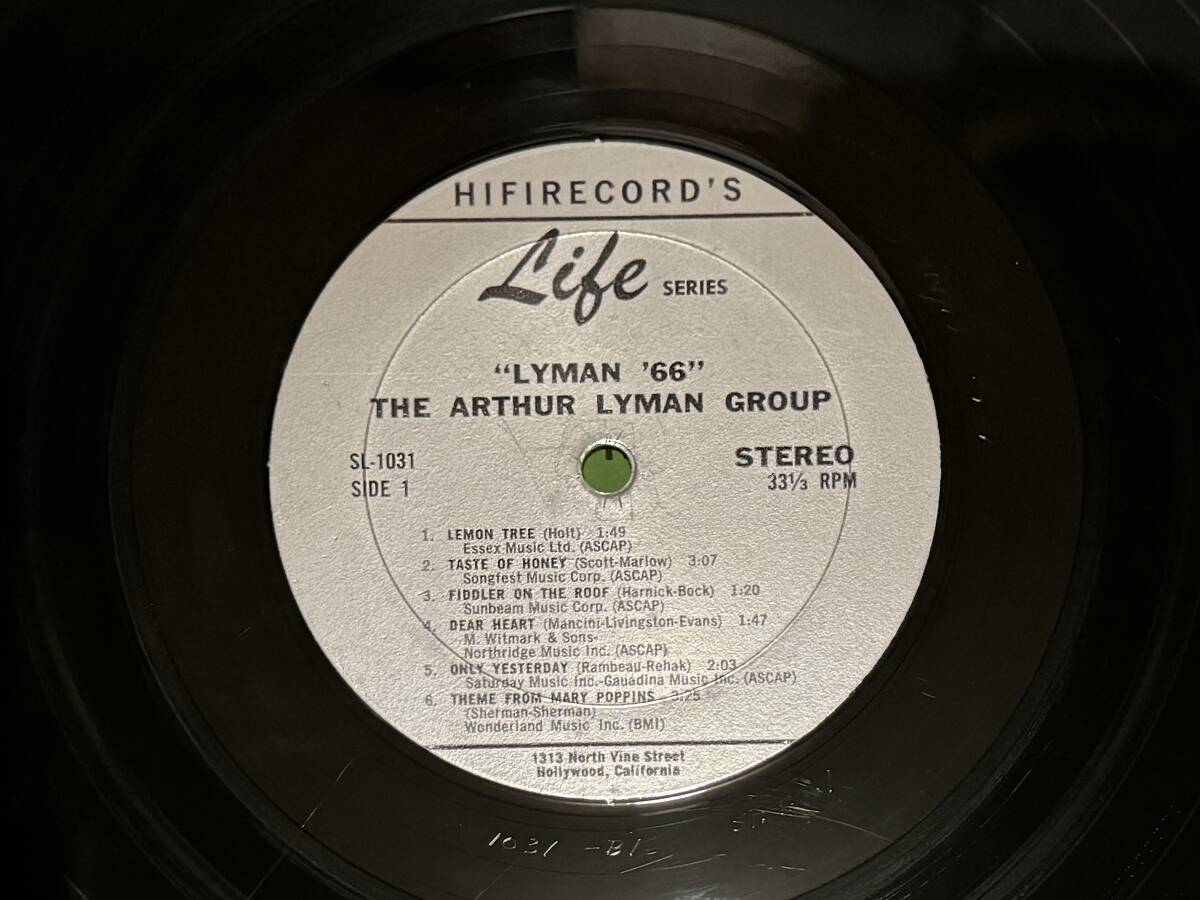 HIFIRECORD'S
Life SERIES
“LYMAN '66”
THE ARTHUR LYMAN GROUP
SL-1031
SIDE 1
STEREO
33⅓ RPM
1. LEMON TREE (Holt) 1:49
Essex Music Ltd. (ASCAP)
2. TASTE OF HONEY (Scott-Marlow) 3:07
Songfest Music Corp. (ASCAP)
3. FIDDLER ON THE ROOF (Harnick-Bock) 1:20
Sunbeam Music Corp. (ASCAP)
4. DEAR HEART (Mancini-Livingston-Evans) 1:47
M. Witmark & Sons-
Northridge Music Inc. (ASCAP)
5. ONLY YESTERDAY (Rambeau-Rehak) 2:03
Saturday Music Inc.-Gauadina Music Inc. (ASCAP)
6. THEME FROM MARY POPPINS 3:25
(Sherman-Sherman)
Wonderland Music Inc. (BMI)
1313 North Vine Street
Hollywood, California
1031 -B1-